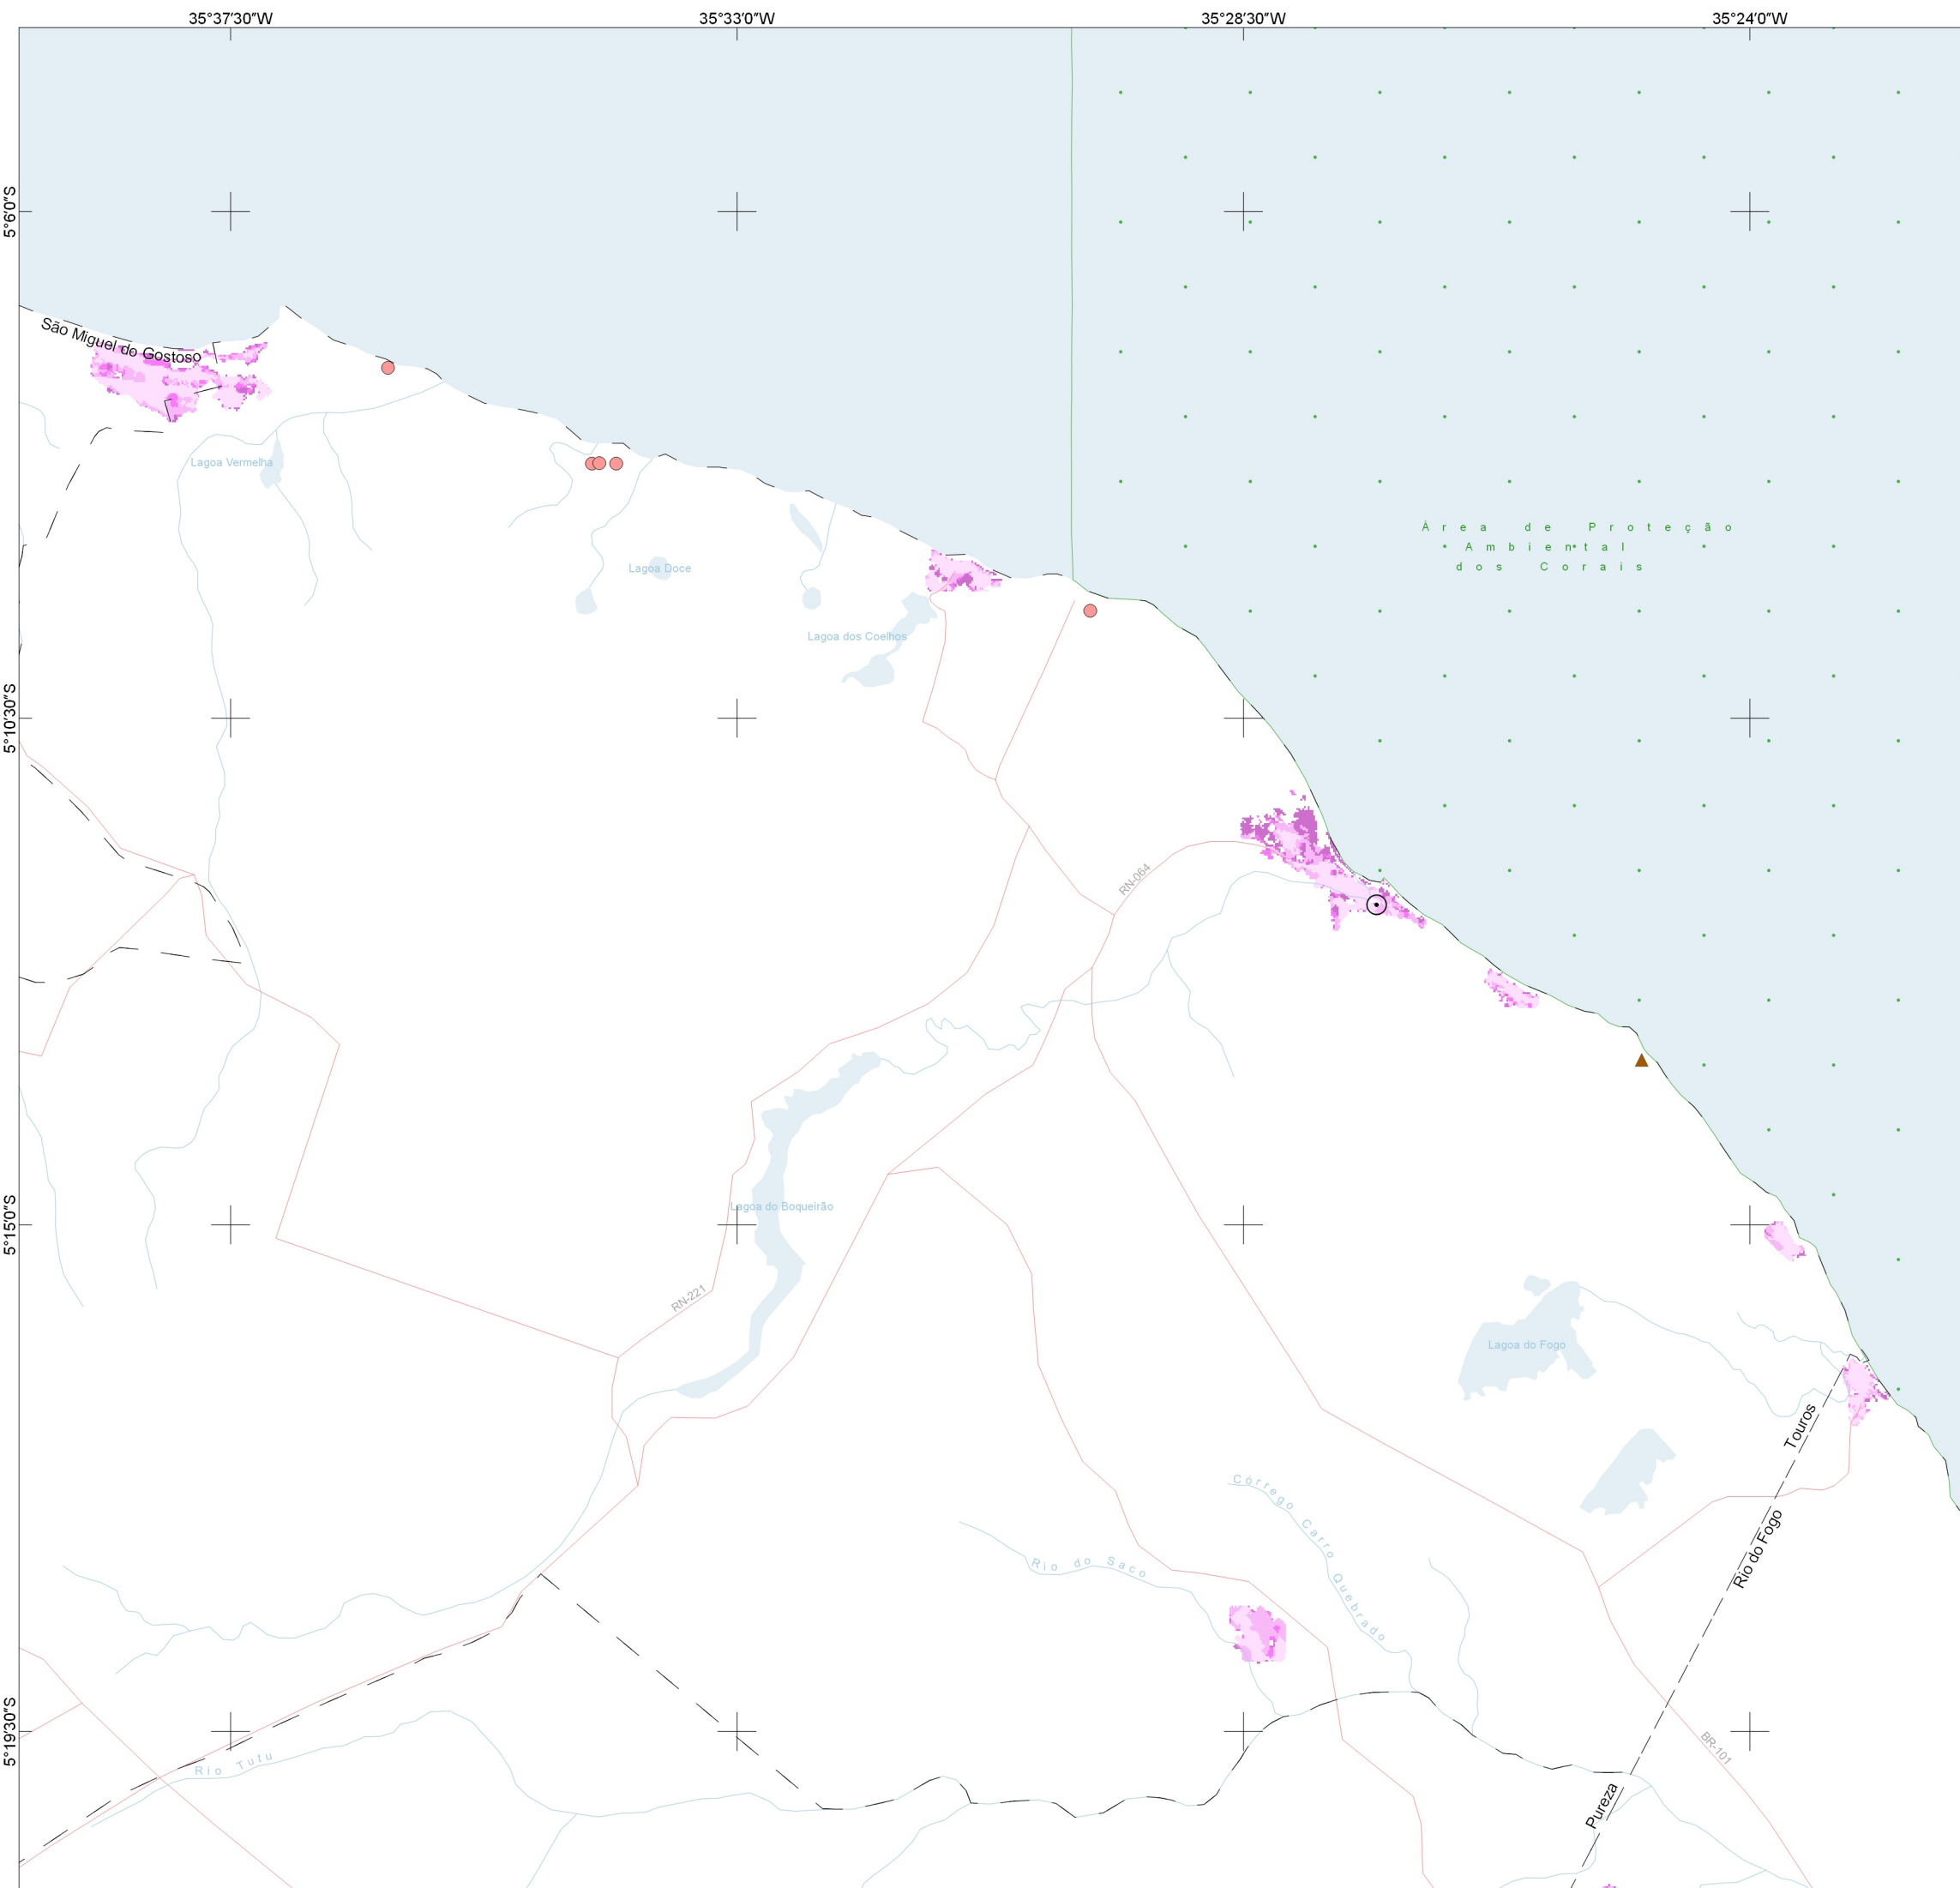 35°37'30"W
35°33'0"W
35°28'30"W
35°24'0"W
5°6'0"S
São Miguel do Gostoso
Lagoa Vermelha
Área de Proteção
Ambiental
dos Corais
Lagoa Doce
Lagoa dos Coelhos
5°10'30"S
RN-064
5°15'0"S
Lagoa do Boqueirão
RN-221
Lagoa do Fogo
Touros
Rio do Fogo
Córrego Carro Quebrado
Rio do Saco
5°19'30"S
Rio Tutu
BR-101
Pureza